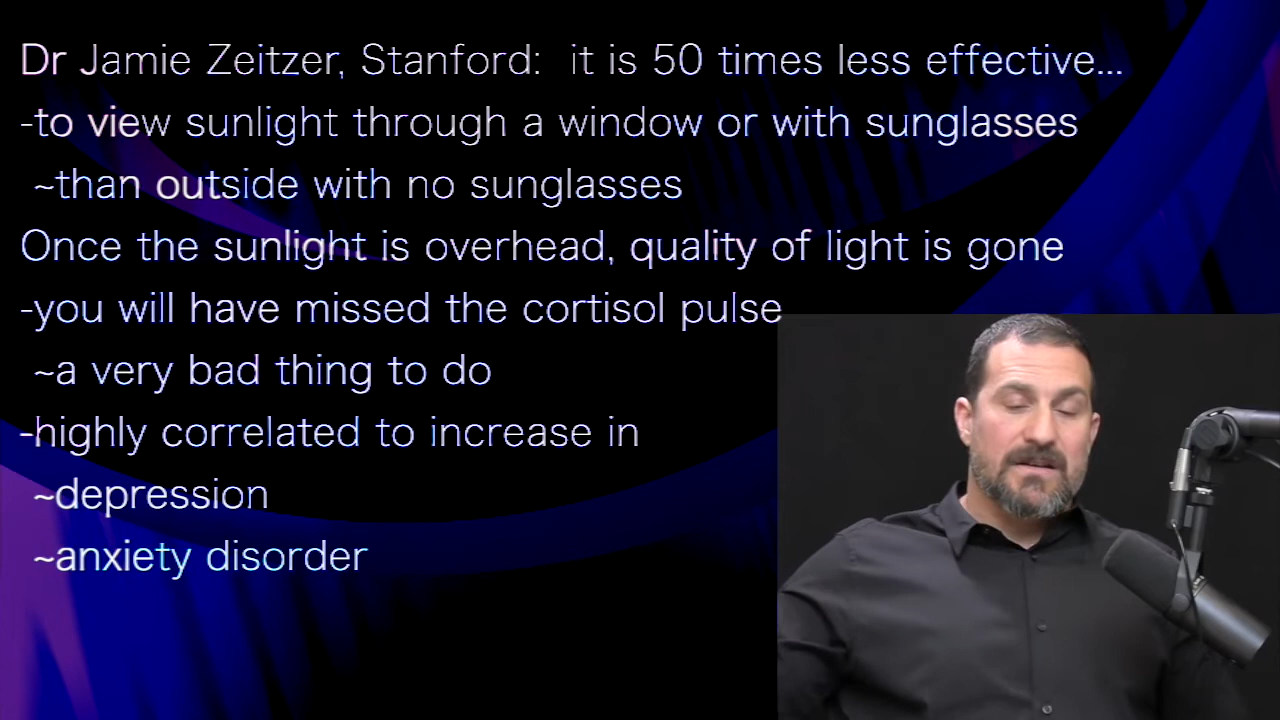 Dr Jamie Zeitzer, Stanford:  it is 50 times less effective...
-to view sunlight through a window or with sunglasses
~than outside with no sunglasses
Once the sunlight is overhead, quality of light is gone
-you will have missed the cortisol pulse
~a very bad thing to do
-highly correlated to increase in
~depression
~anxiety disorder